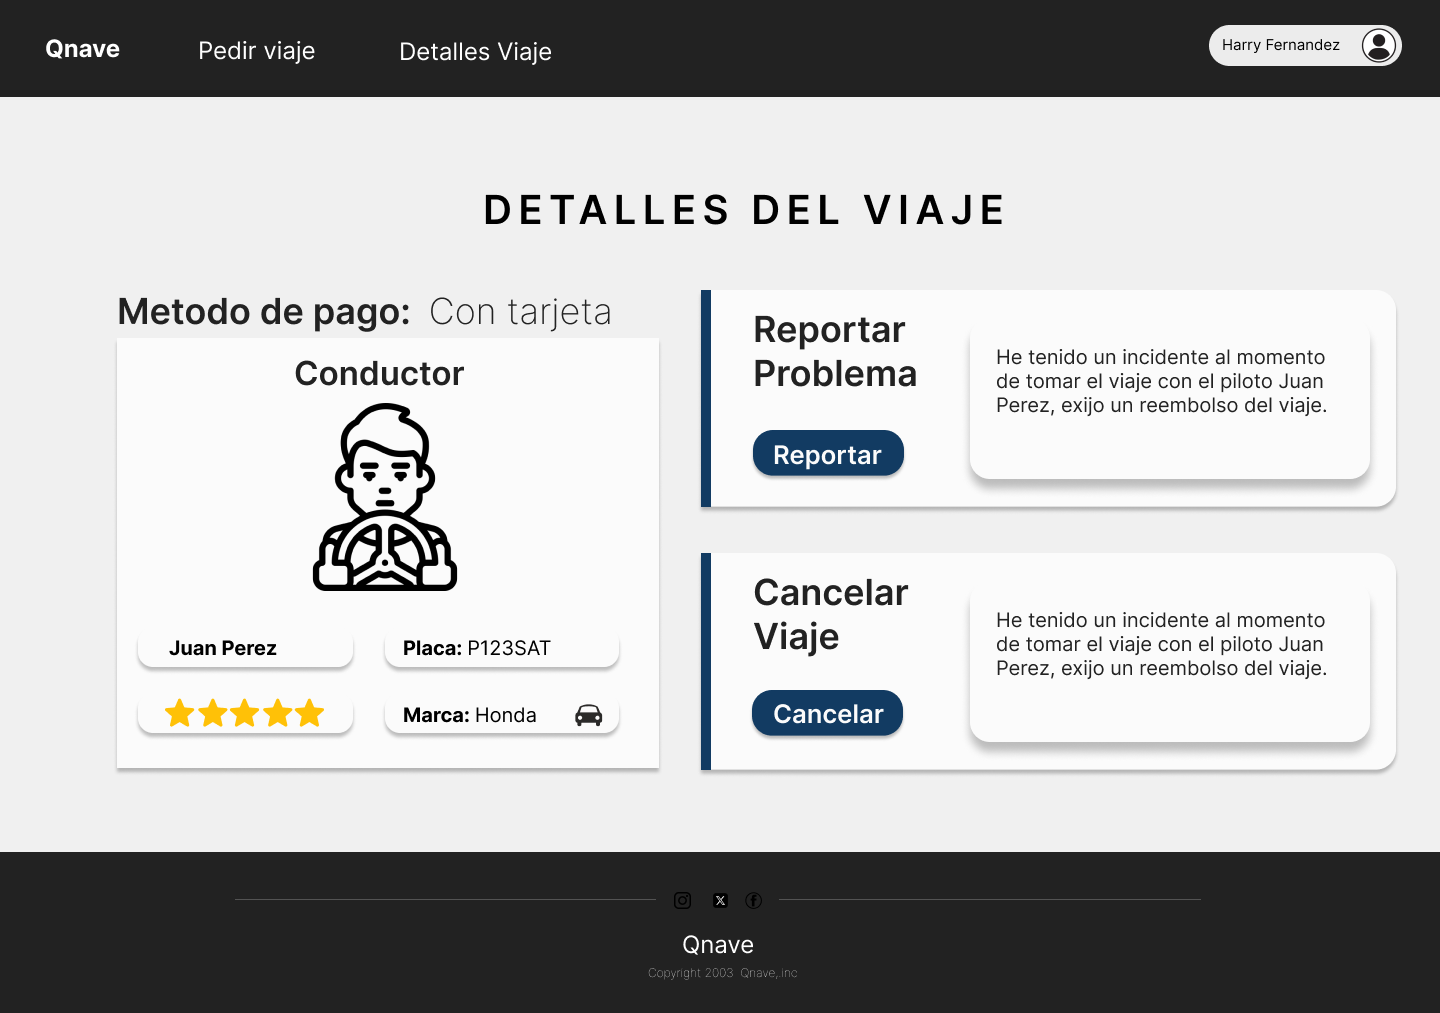 Qnave
Pedir viaje
Detalles Viaje
Harry Fernandez
DETALLES DEL VIAJE
Metodo de pago: Con tarjeta
Conductor
Juan Perez
Placa: P123SAT
Marca: Honda
Reportar
Problema
Reportar
He tenido un incidente al momento
de tomar el viaje con el piloto Juan
Perez, exijo un reembolso del viaje.
Cancelar
Viaje
Cancelar
He tenido un incidente al momento
de tomar el viaje con el piloto Juan
Perez, exijo un reembolso del viaje.
Qnave
Copyright 2003 Qnave,.inc